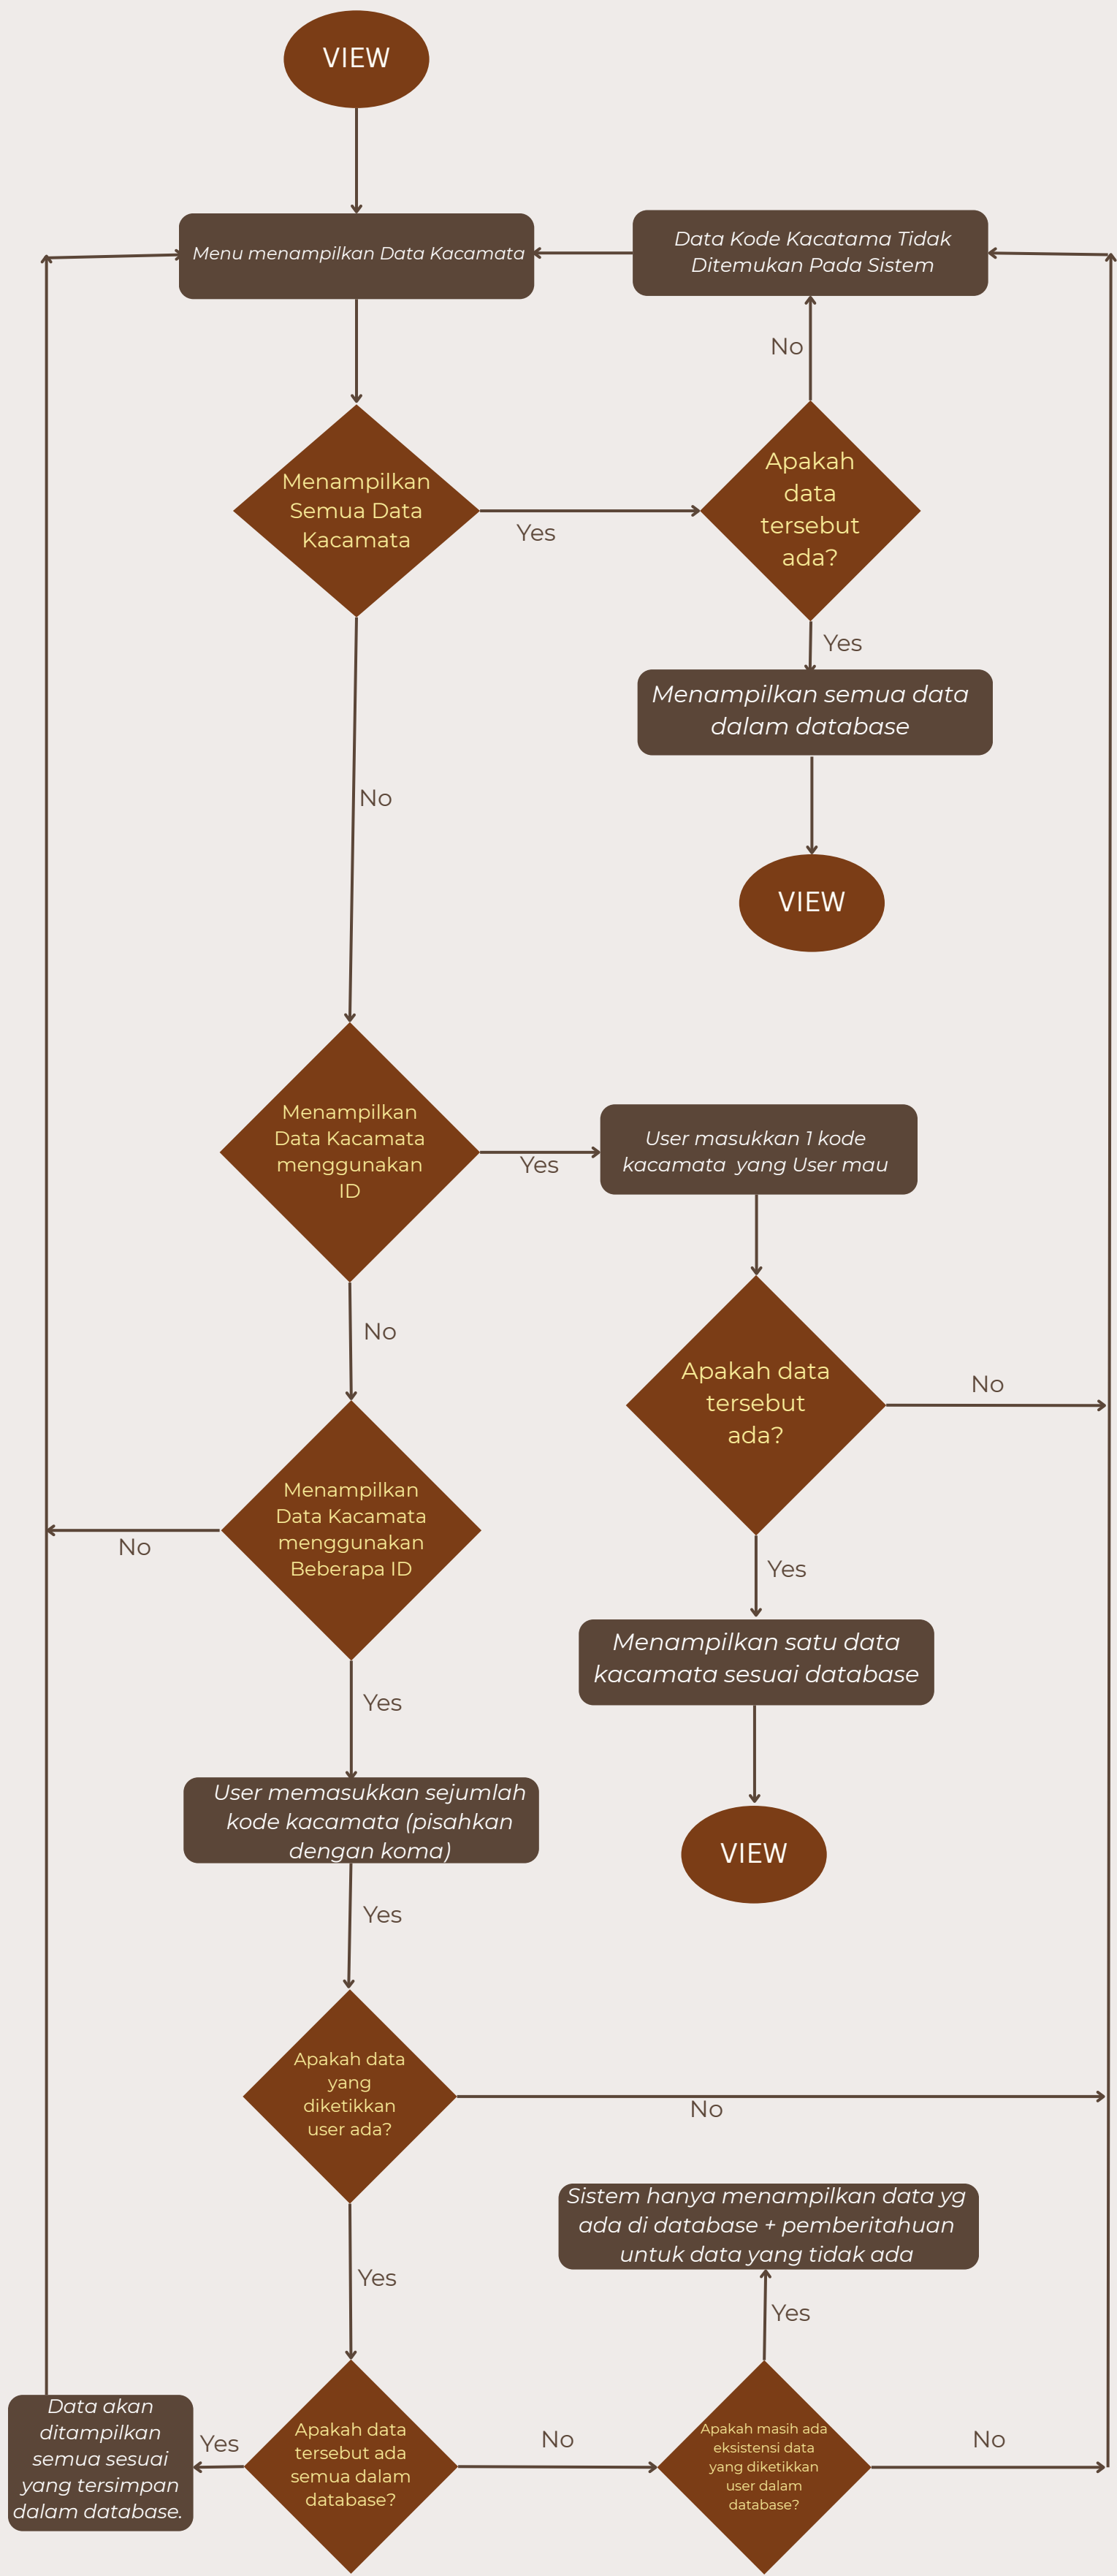 VIEW
Menu menampilkan Data Kacamata
Data Kode Kacatama Tidak
Ditemukan Pada Sistem
No
Menampilkan
Semua Data
Kacamata
Yes
Apakah
data
tersebut
ada?
Yes
Menampilkan semua data
dalam database
No
VIEW
Menampilkan
Data Kacamata
menggunakan
ID
Yes
User masukkan 1 kode
kacamata yang User mau
No
Apakah data
tersebut
ada?
No
Menampilkan
Data Kacamata
menggunakan
Beberapa ID
No
Yes
Menampilkan satu data
kacamata sesuai database
Yes
User memasukkan sejumlah
kode kacamata (pisahkan
dengan koma)
VIEW
Yes
Apakah data
yang
diketikkan
user ada?
No
Sistem hanya menampilkan data yg
ada di database + pemberitahuan
untuk data yang tidak ada
Yes
Yes
Data akan
ditampilkan
semua sesuai
yang tersimpan
dalam database.
Yes
Apakah data
tersebut ada
semua dalam
database?
No
Apakah masih ada
eksistensi data
yang diketikkan
user dalam
database?
No